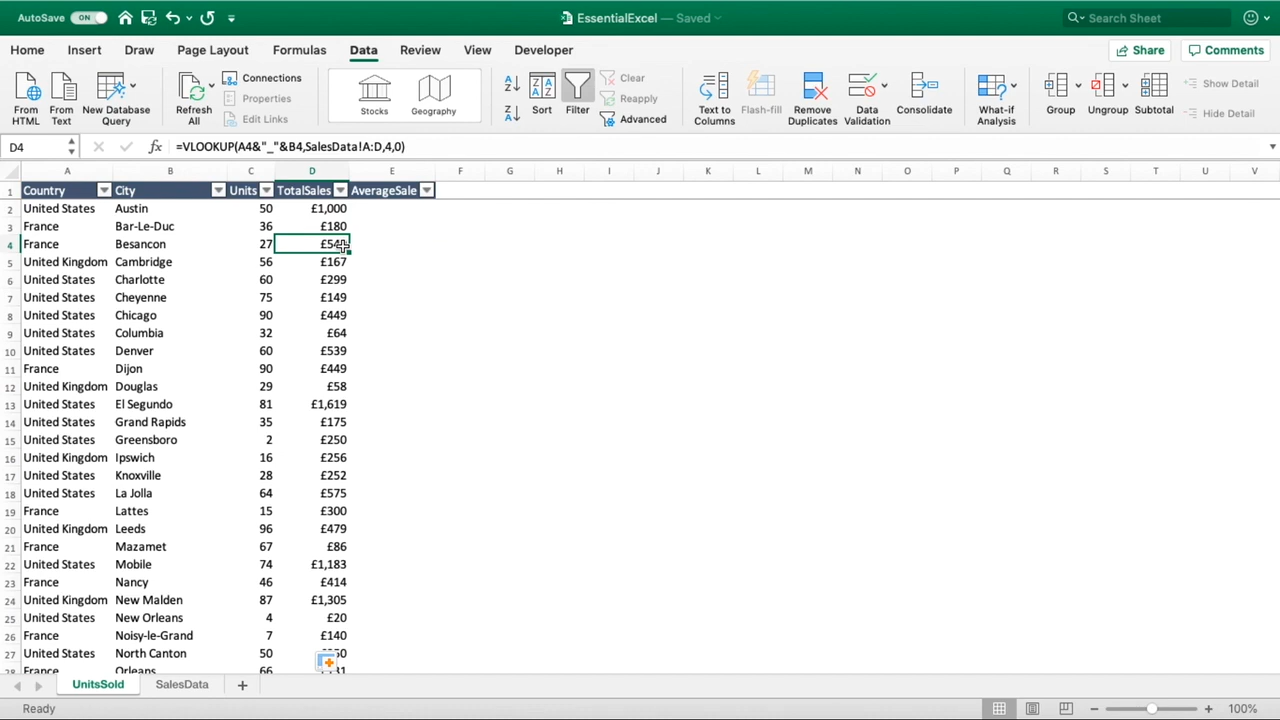 AutoSave ON EssentialExcel — Saved Search Sheet
Home Insert Draw Page Layout Formulas Data Review View Developer Share Comments
From HTML From Text New Database Query Refresh All Connections Properties Edit Links Stocks Geography Sort Filter Clear Reapply Advanced Text to Columns Flash-fill Remove Duplicates Data Validation Consolidate What-if Analysis Group Ungroup Subtotal Show Detail Hide Detail
D4 fx =VLOOKUP(A4&"_"&B4,SalesData!A:D,4,0)
A B C D E F G H I J K L M N O P Q R S T U V
1 Country City Units TotalSales AverageSale
2 United States Austin 50 £1,000
3 France Bar-Le-Duc 36 £180
4 France Besancon 27
5 United Kingdom Cambridge 56 £167
6 United States Charlotte 60 £299
7 United States Cheyenne 75 £149
8 United States Chicago 90 £449
9 United States Columbia 32 £64
10 United States Denver 60 £539
11 France Dijon 90 £449
12 United Kingdom Douglas 29 £58
13 United States El Segundo 81 £1,619
14 United States Grand Rapids 35 £175
15 United States Greensboro 2 £250
16 United Kingdom Ipswich 16 £256
17 United States Knoxville 28 £252
18 United States La Jolla 64 £575
19 France Lattes 15 £300
20 United Kingdom Leeds 96 £479
21 France Mazamet 67 £86
22 United States Mobile 74 £1,183
23 France Nancy 46 £414
24 United Kingdom New Malden 87 £1,305
25 United States New Orleans 4 £20
26 France Noisy-le-Grand 7 £140
27 United States North Canton 50
28 France Orleans 66
UnitsSold SalesData
Ready 100%